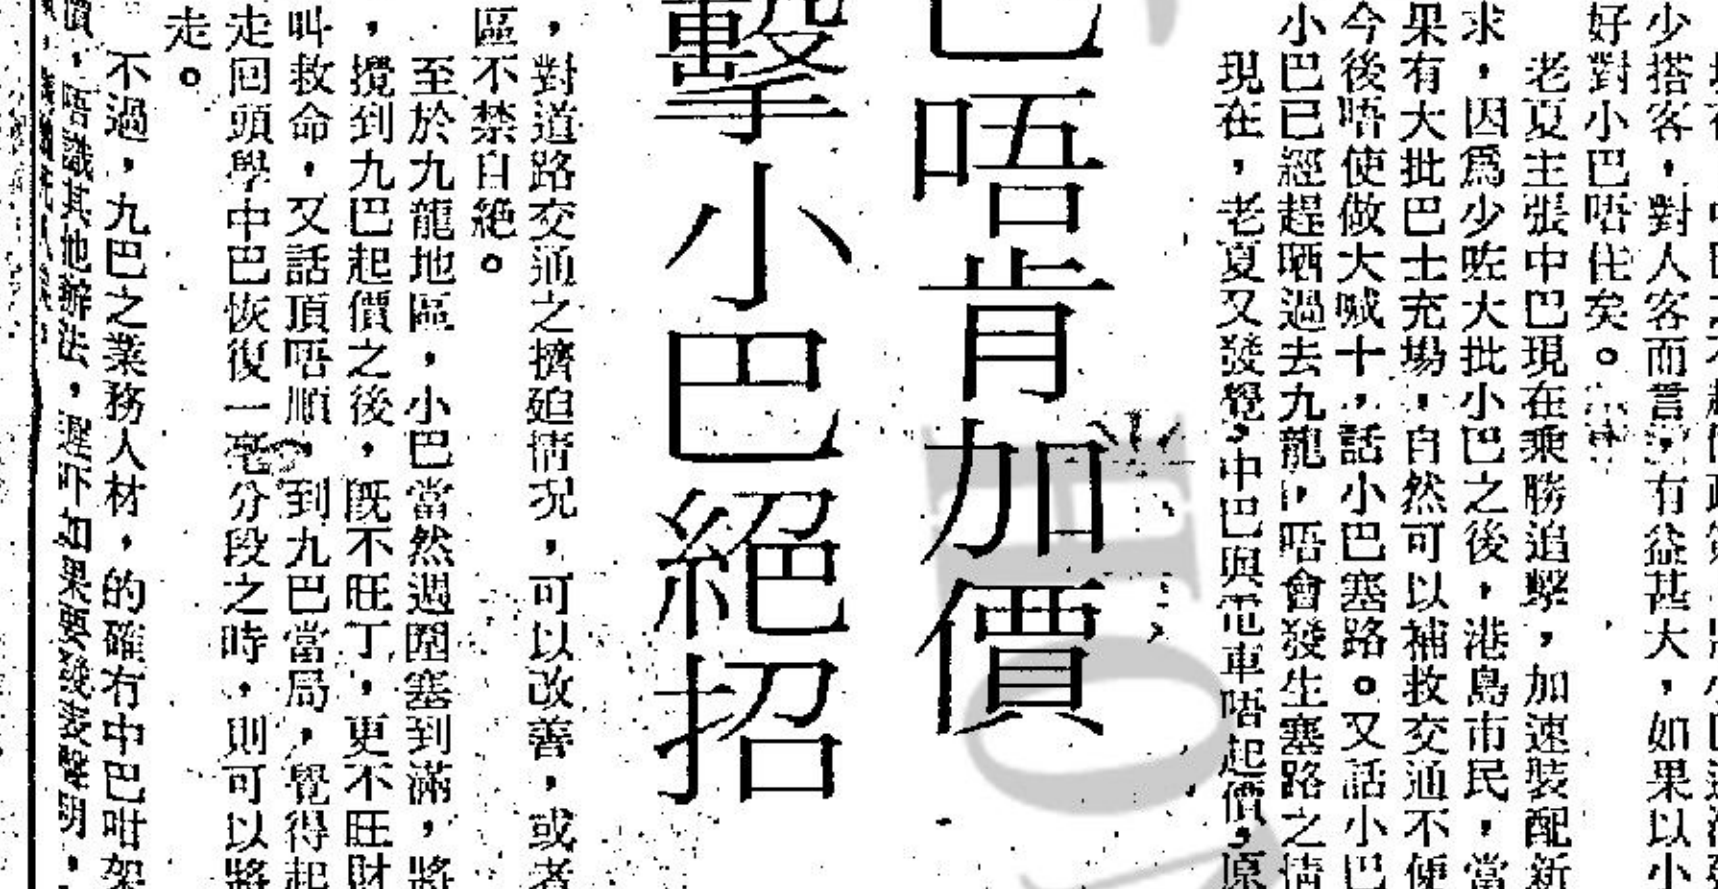 少搭客，對人客而言，有益甚大，如果以小
好對小巴唔住矣。
老夏主張中巴現在乘勝追擊，加速裝配新
求，因為少咗大批小巴之後，港島市民，當
果有大批巴士充場，自然可以補救交通不便
今後唔使做大喊十，話小巴塞路。又話小巴
小巴已經趕晒過去九龍，唔會發生塞路之情
現在，老夏又發覺，中巴與電車唔起價，原
巴唔肯加價
擊小巴絕招
，對道路交通之擠廹情况，可以改善，或者
區不禁自絕。
至於九龍地區，小巴當然週圍塞到滿，將
，攪到九巴起價之後，既不旺丁，更不旺財
叫救命，又話頂唔順，到九巴當局，覺得起
走回頭學中巴恢復一毫分段之時，則可以將
走。
不過，九巴之業務人材，的確冇中巴咁架
價，唔識其他辦法，理吓如果要發表聲明，